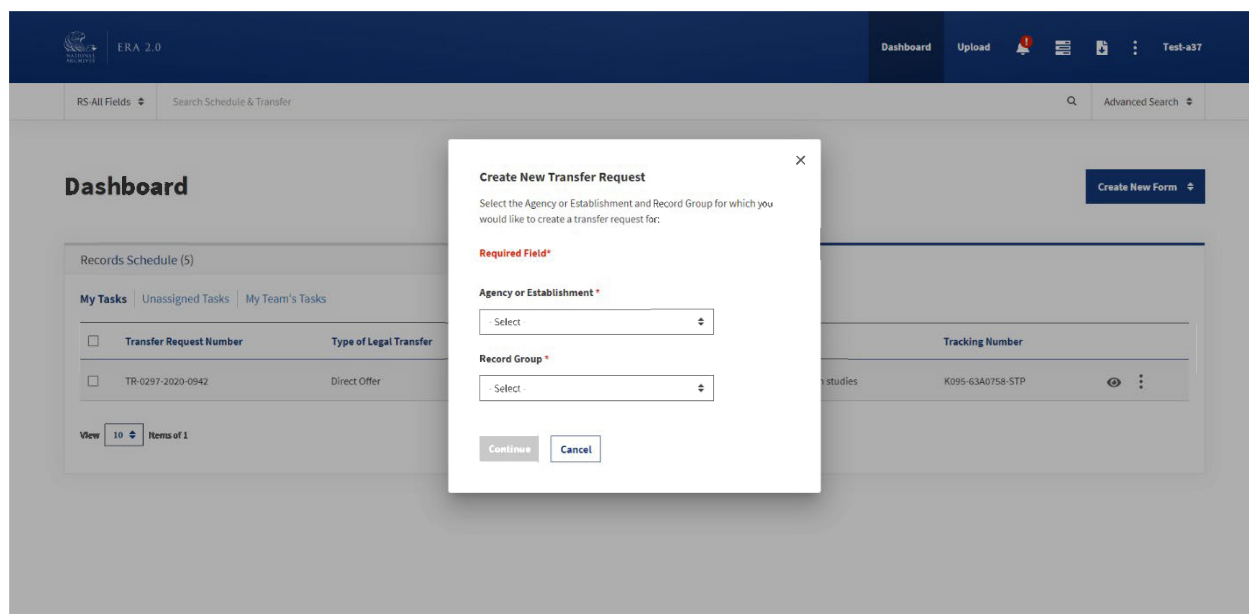 NATIONAL
ARCHIVES
ERA 2.0
Dashboard
Upload
Test-a37
RS-All Fields
Search Schedule & Transfer
Advanced Search
Dashboard
Create New Form
Create New Transfer Request
Select the Agency or Establishment and Record Group for which you
would like to create a transfer request for:
Required Field*
Agency or Establishment *
- Select -
Record Group *
- Select -
Continue
Cancel
Records Schedule (5)
My Tasks
Unassigned Tasks
My Team's Tasks
Transfer Request Number
Type of Legal Transfer
Tracking Number
TR-0297-2020-0942
Direct Offer
studies
K095-63A0758-STP
View 10 Items of 1